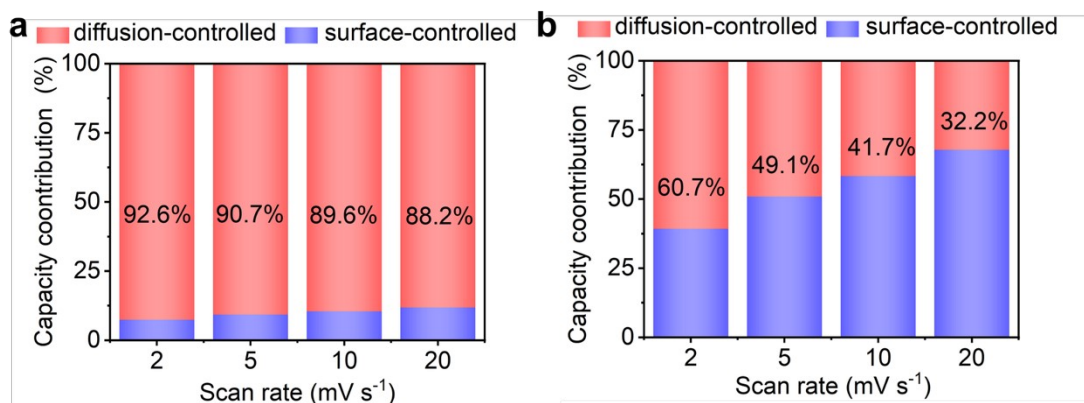 a diffusion-controlled surface-controlled
Capacity coontribution (%)
100
75
50
25
0
92.6% 90.7% 89.6% 88.2%
2 5 10 20
Scan rate (mV s-1)
b diffusion-controlled surface-controlled
Capacity coontribution (%)
100
75
50
25
0
60.7% 49.1% 41.7% 32.2%
2 5 10 20
Scan rate (mV s-1)